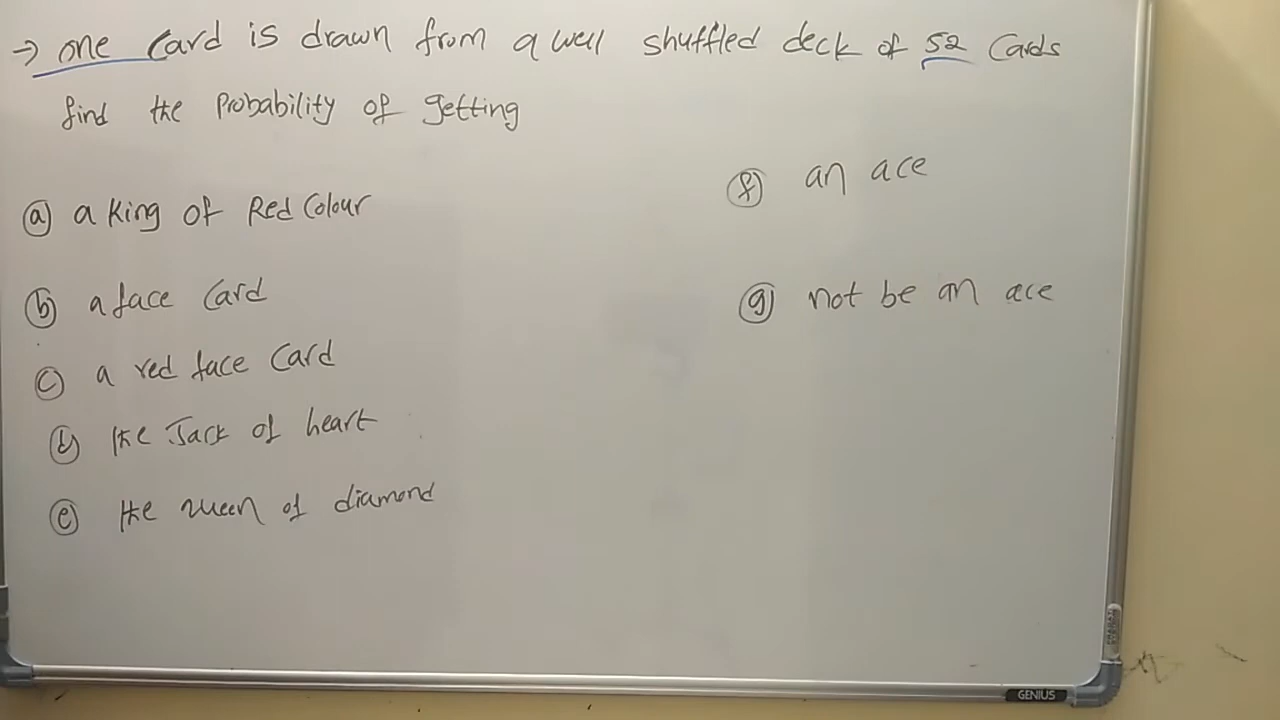 → one Card is drawn from a well shuffled deck of 52 Cards
find the Probability of getting
(a) a King of Red Colour
(b) a face Card
(c) a red face Card
(d) the Jack of heart
(e) the queen of diamond
(f) an ace
(g) not be an ace
GENIUS